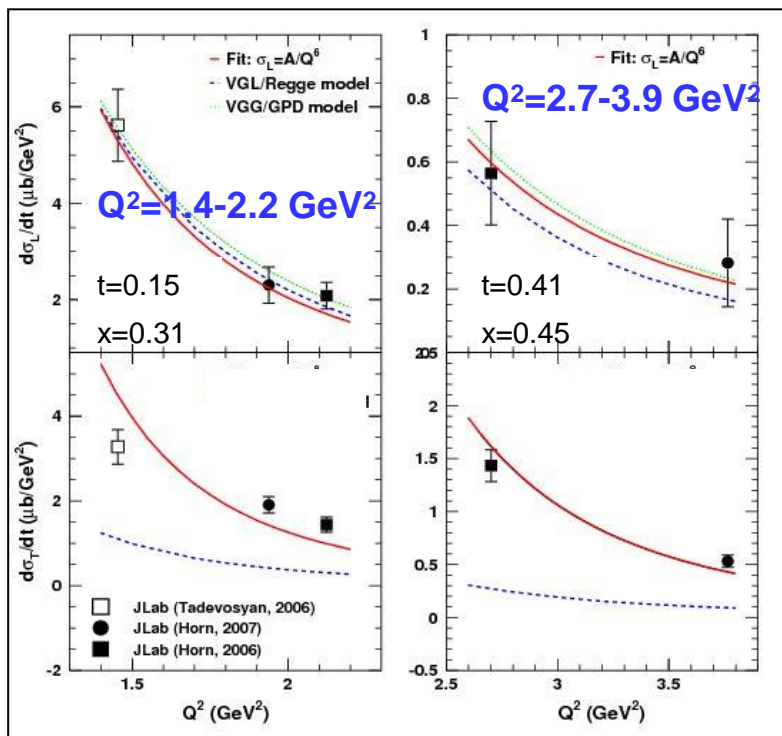 Fit: σL=A/Q6
VGL/Regge model
VGG/GPD model
Q2=1.4-2.2 GeV2
t=0.15
x=0.31
dσL/dt (μb/GeV2)
6
4
2
1
0.8
0.6
0.4
0.2
Fit: σL=A/Q6
Q2=2.7-3.9 GeV2
t=0.41
x=0.45
dσT/dt (μb/GeV2)
4
2
0
-2
JLab (Tadevosyan, 2006)
JLab (Horn, 2007)
JLab (Horn, 2006)
1.5
2
Q2 (GeV2)
2
1.5
1
0.5
0
-0.5
2.5
3
3.5
Q2 (GeV2)